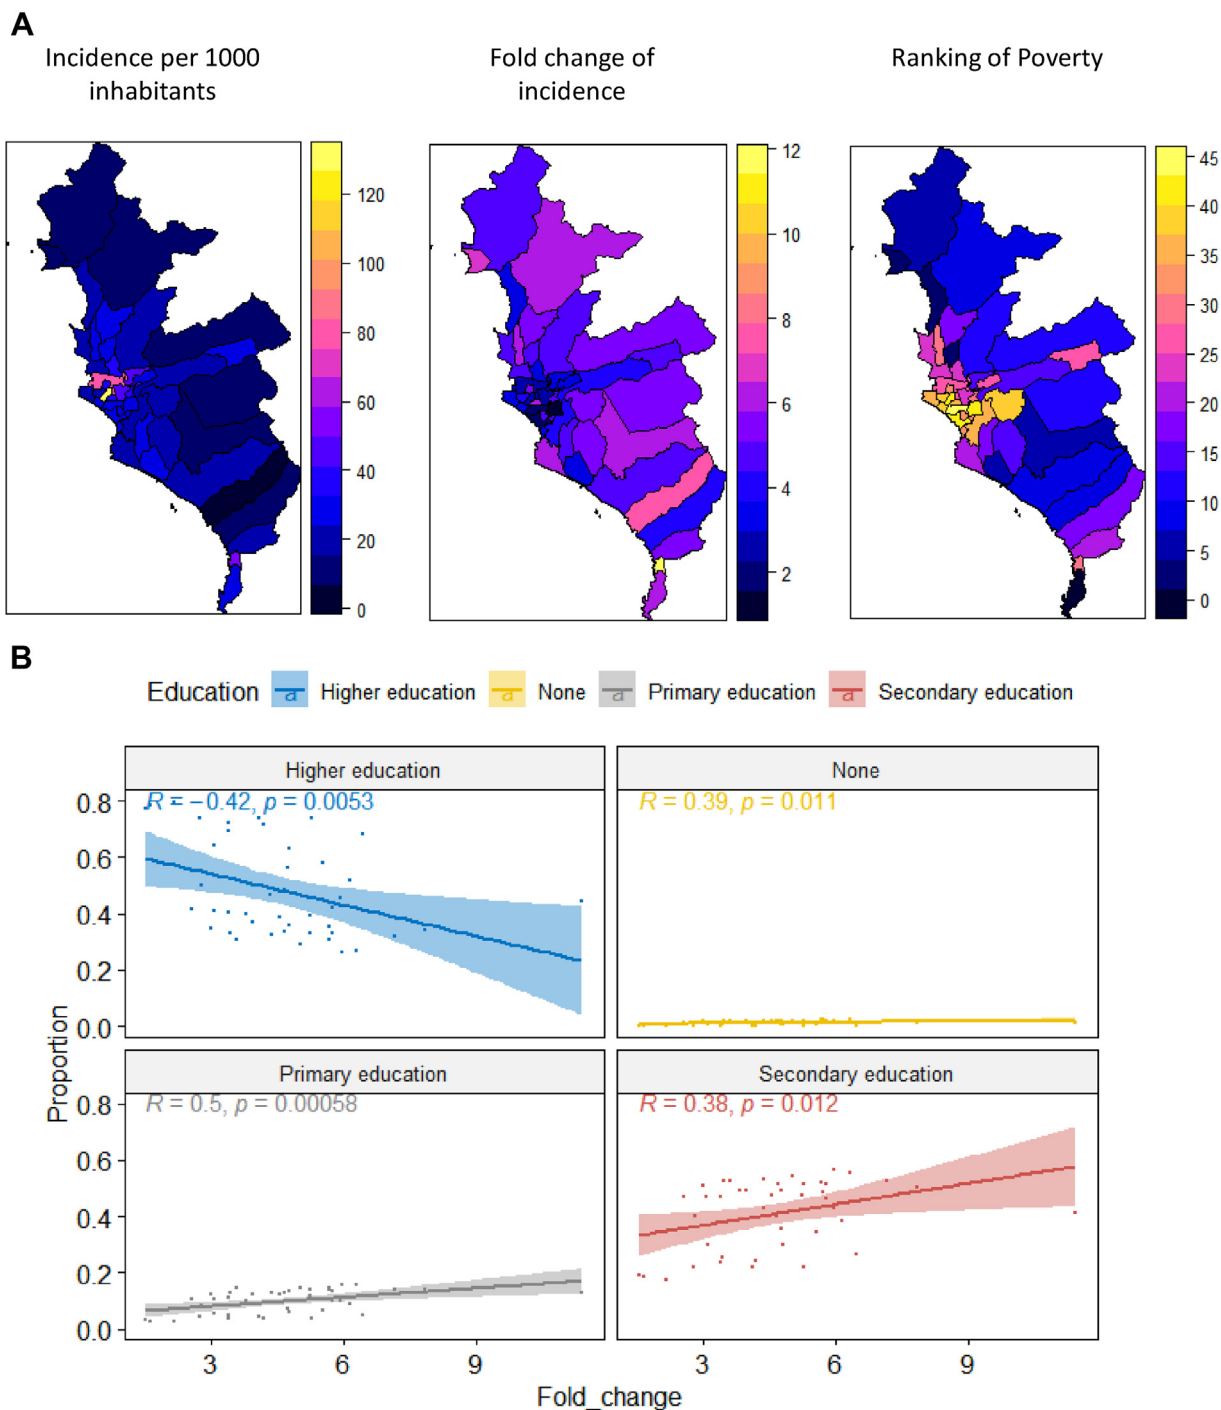 A
Incidence per 1000
inhabitants
Fold change of
incidence
Ranking of Poverty
120
100
80
60
40
20
0
12
10
8
6
4
2
45
40
35
30
25
20
15
10
5
0
B
Education a Higher education a None a Primary education a Secondary education
Higher education
None
R = −0.42, p = 0.0053
R = 0.39, p = 0.011
0.8
0.6
0.4
0.2
0.0
Primary education
Secondary education
R = 0.5, p = 0.00058
R = 0.38, p = 0.012
0.8
0.6
0.4
0.2
0.0
Proportion
3 6 9
3 6 9
Fold_change